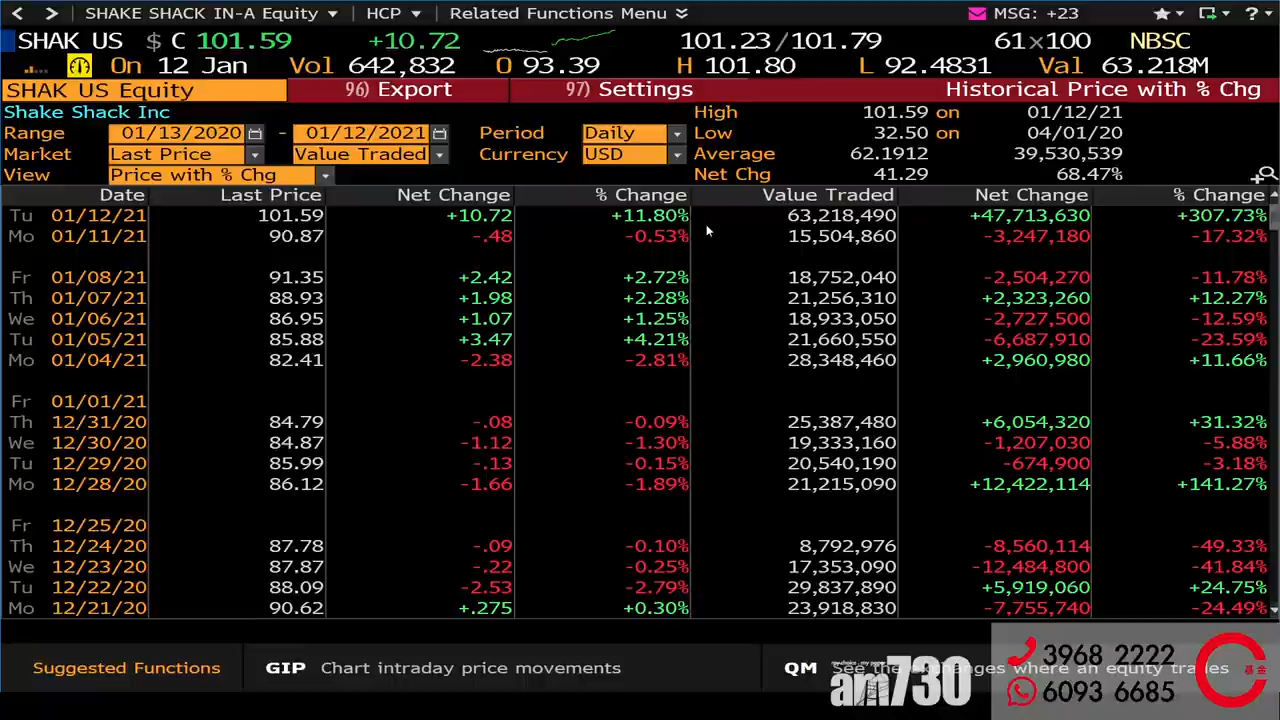 SHAKE SHACK IN-A Equity HCP Related Functions Menu MSG: +23 ?
SHAK US $ C 101.59 +10.72 101.23/101.79 61x100 NBSC
On 12 Jan Vol 642,832 O 93.39 H 101.80 L 92.4831 Val 63.218M
SHAK US Equity 96) Export 97) Settings Historical Price with % Chg
Shake Shack Inc High 101.59 on 01/12/21
Range 01/13/2020 - 01/12/2021 Period Daily Low 32.50 on 04/01/20
Market Last Price Value Traded Currency USD Average 62.1912 39,530,539
View Price with % Chg Net Chg 41.29 68.47%
Date Last Price Net Change % Change Value Traded Net Change % Change
Tu 01/12/21 101.59 +10.72 +11.80% 63,218,490 +47,713,630 +307.73%
Mo 01/11/21 90.87 -.48 -0.53% 15,504,860 -3,247,180 -17.32%
Fr 01/08/21 91.35 +2.42 +2.72% 18,752,040 -2,504,270 -11.78%
Th 01/07/21 88.93 +1.98 +2.28% 21,256,310 +2,323,260 +12.27%
We 01/06/21 86.95 +1.07 +1.25% 18,933,050 -2,727,500 -12.59%
Tu 01/05/21 85.88 +3.47 +4.21% 21,660,550 -6,687,910 -23.59%
Mo 01/04/21 82.41 -2.38 -2.81% 28,348,460 +2,960,980 +11.66%
Fr 01/01/21
Th 12/31/20 84.79 -.08 -0.09% 25,387,480 +6,054,320 +31.32%
We 12/30/20 84.87 -1.12 -1.30% 19,333,160 -1,207,030 -5.88%
Tu 12/29/20 85.99 -.13 -0.15% 20,540,190 -674,900 -3.18%
Mo 12/28/20 86.12 -1.66 -1.89% 21,215,090 +12,422,114 +141.27%
Fr 12/25/20
Th 12/24/20 87.78 -.09 -0.10% 8,792,976 -8,560,114 -49.33%
We 12/23/20 87.87 -.22 -0.25% 17,353,090 -12,484,800 -41.84%
Tu 12/22/20 88.09 -2.53 -2.79% 29,837,890 +5,919,060 +24.75%
Mo 12/21/20 90.62 +.275 +0.30% 23,918,830 -7,755,740 -24.49%
Suggested Functions GIP Chart intraday price movements QM See the exchanges where an equity trades
am730
3968 2222
6093 6685
基金